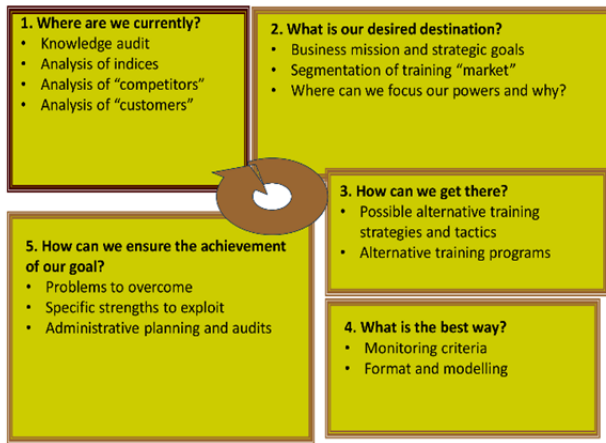 1. Where are we currently?
• Knowledge audit
• Analysis of indices
• Analysis of “competitors”
• Analysis of “customers”
2. What is our desired destination?
• Business mission and strategic goals
• Segmentation of training “market”
• Where can we focus our powers and why?
3. How can we get there?
• Possible alternative training
strategies and tactics
• Alternative training programs
4. What is the best way?
• Monitoring criteria
• Format and modelling
5. How can we ensure the achievement
of our goal?
• Problems to overcome
• Specific strengths to exploit
• Administrative planning and audits